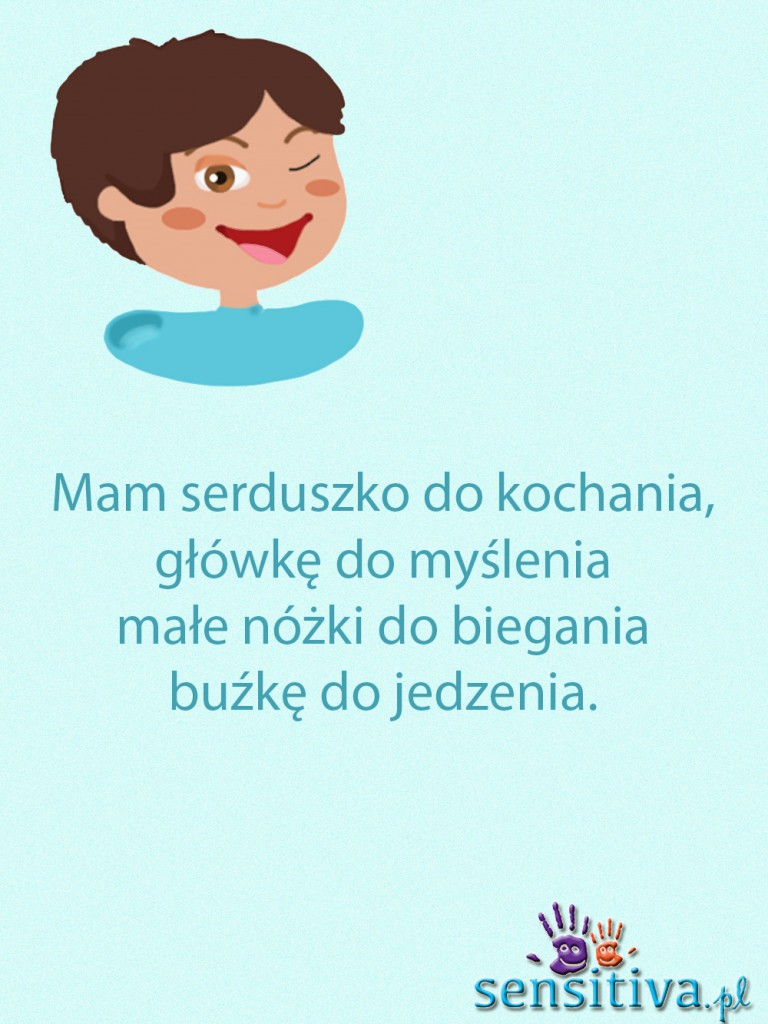 Mam serduszko do kochania,
główkę do myślenia
małe nóżki do biegania
buźkę do jedzenia.
sensitiva.pl